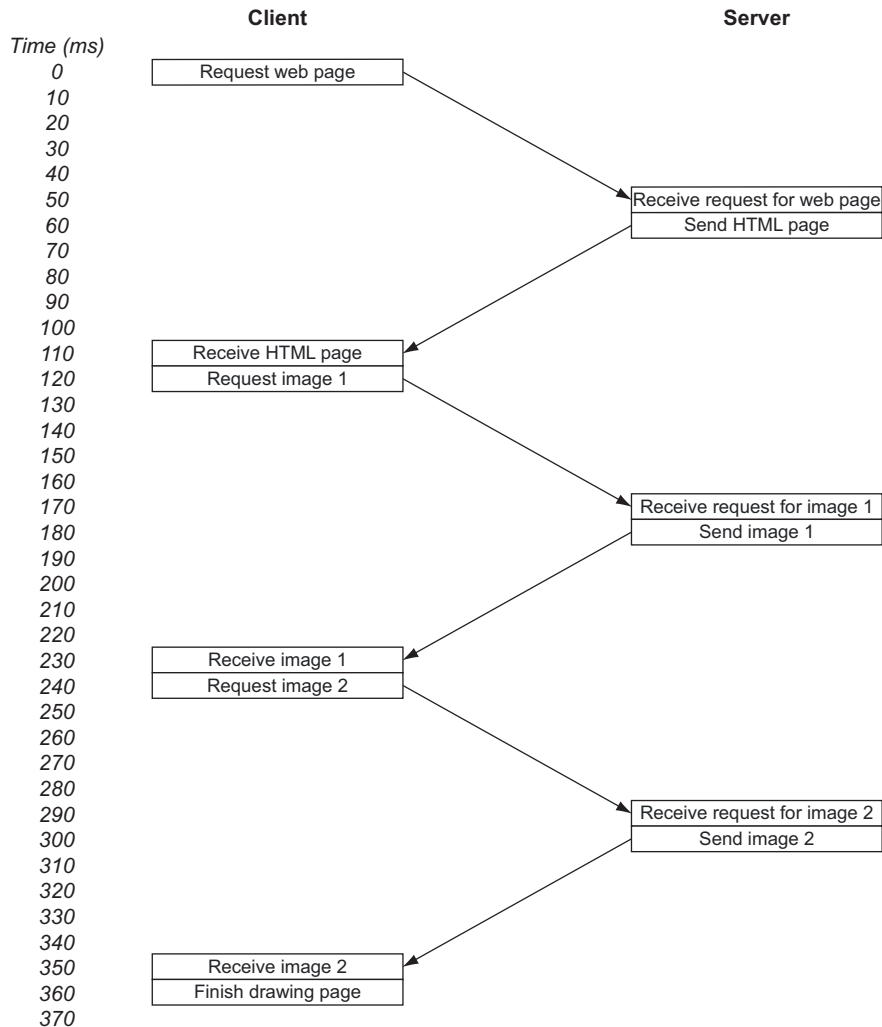 Client Server
Time (ms)
0 Request web page
10
20
30
40
50 Receive request for web page
60 Send HTML page
70
80
90
100
110 Receive HTML page
120 Request image 1
130
140
150
160
170 Receive request for image 1
180 Send image 1
190
200
210
220
230 Receive image 1
240 Request image 2
250
260
270
280
290 Receive request for image 2
300 Send image 2
310
320
330
340
350 Receive image 2
360 Finish drawing page
370